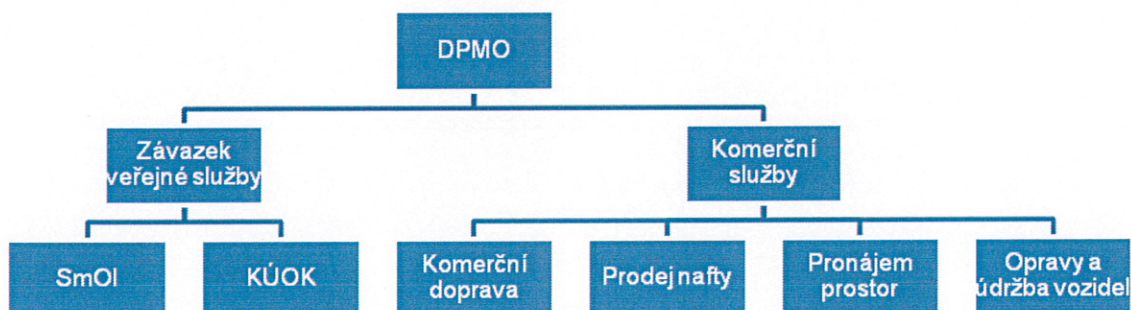 DPMO
Závazek
veřejné služby
Komerční
služby
SmOl
KÚOK
Komerční
doprava
Prodej nafty
Pronájem
prostor
Opravy a
údržba vozidel